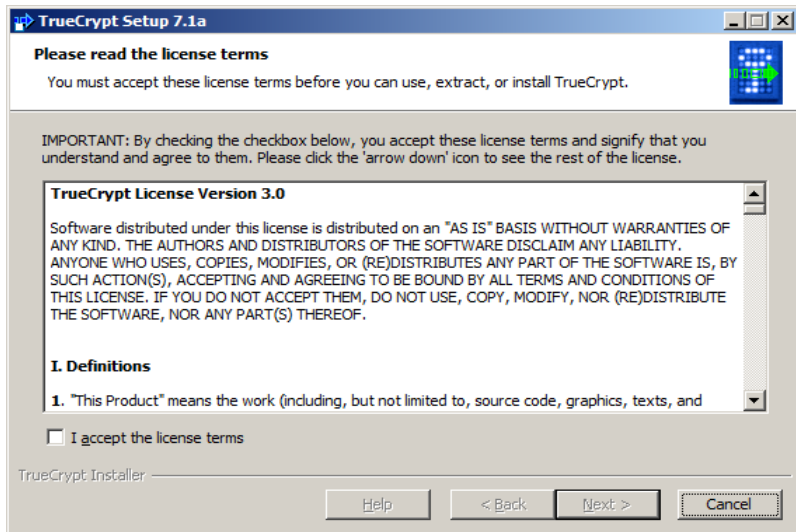 TrueCrypt Setup 7.1a
Please read the license terms
You must accept these license terms before you can use, extract, or install TrueCrypt.
IMPORTANT: By checking the checkbox below, you accept these license terms and signify that you
understand and agree to them. Please click the 'arrow down' icon to see the rest of the license.
TrueCrypt License Version 3.0
Software distributed under this license is distributed on an "AS IS" BASIS WITHOUT WARRANTIES OF
ANY KIND. THE AUTHORS AND DISTRIBUTORS OF THE SOFTWARE DISCLAIM ANY LIABILITY.
ANYONE WHO USES, COPIES, MODIFIES, OR (RE)DISTRIBUTES ANY PART OF THE SOFTWARE IS, BY
SUCH ACTION(S), ACCEPTING AND AGREEING TO BE BOUND BY ALL TERMS AND CONDITIONS OF
THIS LICENSE. IF YOU DO NOT ACCEPT THEM, DO NOT USE, COPY, MODIFY, NOR (RE)DISTRIBUTE
THE SOFTWARE, NOR ANY PART(S) THEREOF.
I. Definitions
1. "This Product" means the work (including, but not limited to, source code, graphics, texts, and
I accept the license terms
TrueCrypt Installer
Help
< Back
Next >
Cancel